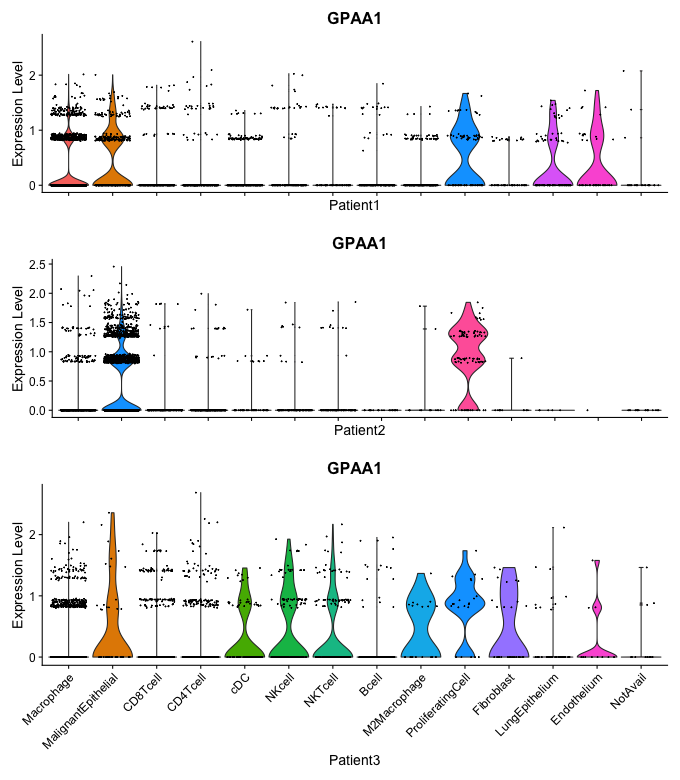 GPAA1
Expression Level
2
1
0
Patient1
GPAA1
Expression Level
2.5
2.0
1.5
1.0
0.5
0.0
Patient2
GPAA1
Expression Level
2
1
0
Macrophage
MalignantEpithelial
CD8Tcell
CD4Tcell
cDC
NKcell
NKTcell
Bcell
M2Macrophage
ProliferatingCell
Fibroblast
LungEpithelium
Endothelium
NotAvail
Patient3